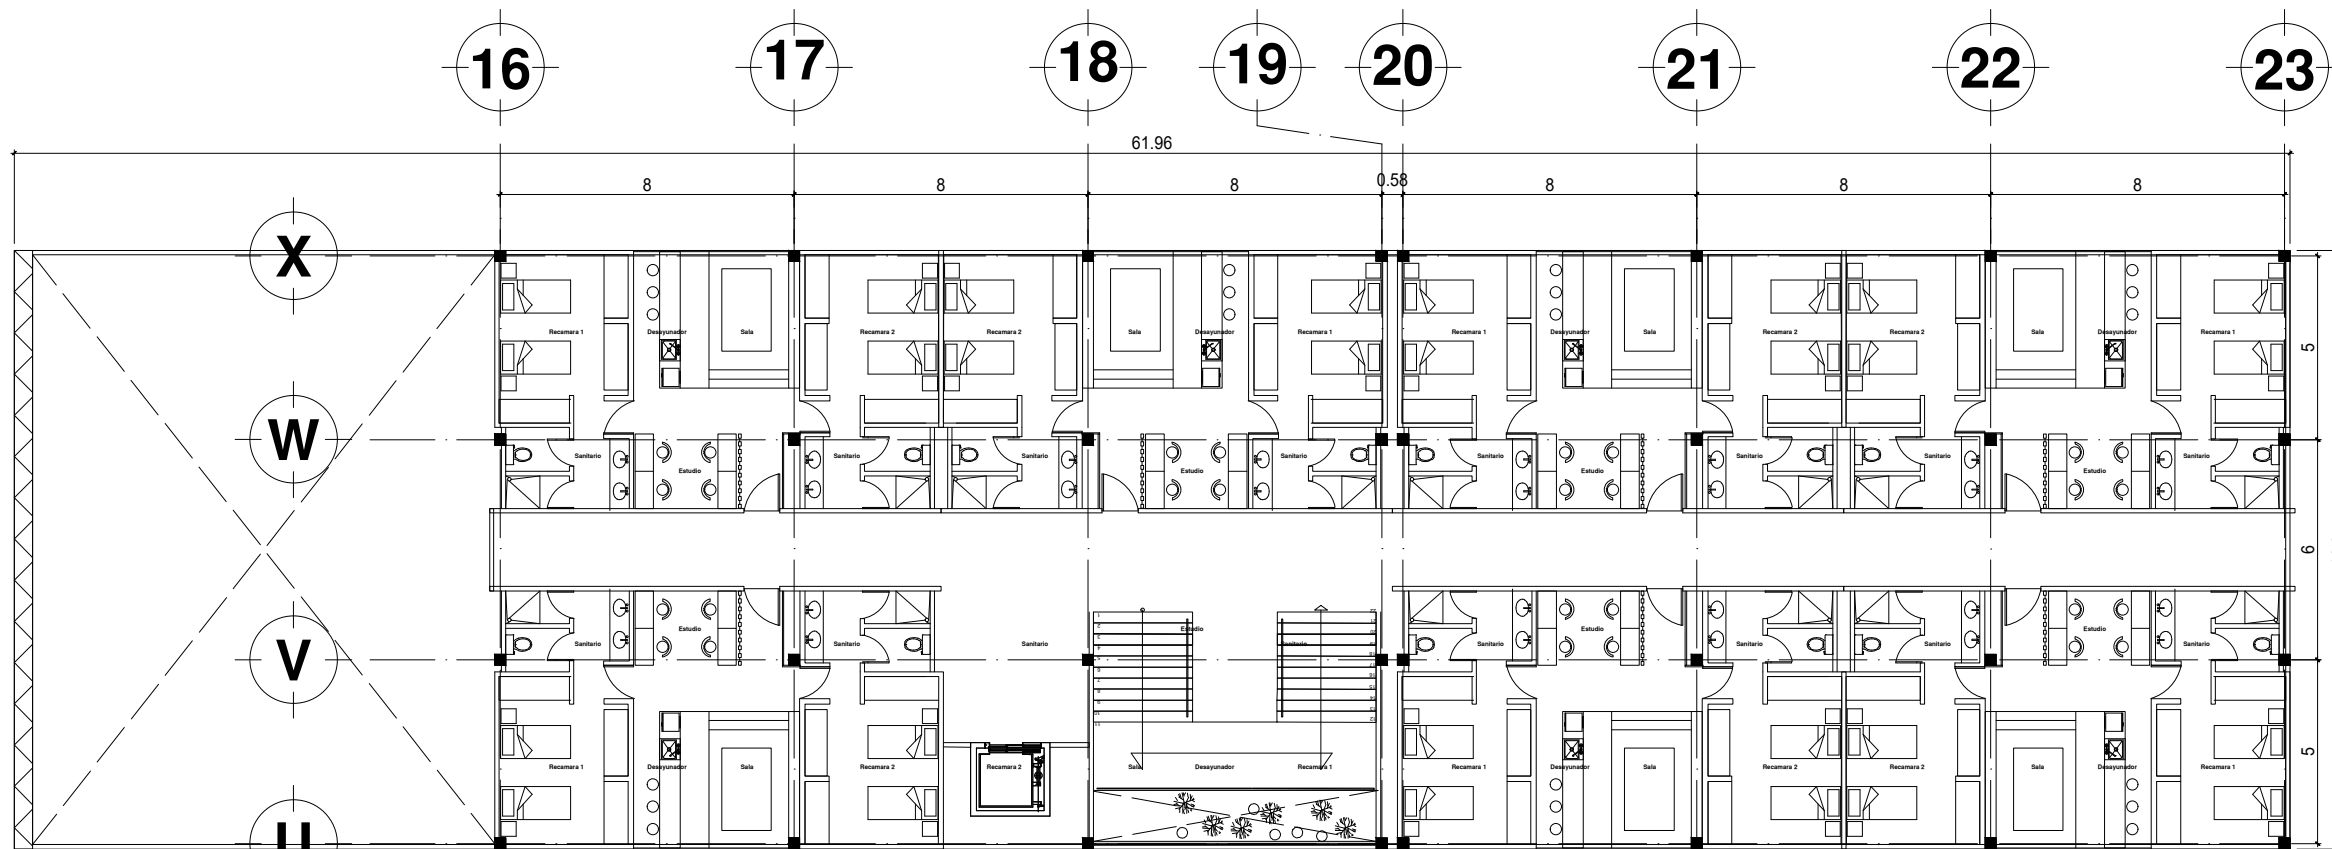 16 17 18 19 20 21 22 23
61.96
8 8 8 0.58 8 8 8
X
Recamara 1 Desayunador Sala Recamara 2 Recamara 2 Sala Desayunador Recamara 1 Recamara 1 Desayunador Sala Recamara 2 Recamara 2 Sala Desayunador Recamara 1
5
W
Sanitario Sanitario Sanitario Sanitario Sanitario Sanitario Sanitario
Estudio Estudio Estudio Estudio
6
Estudio Estudio Estudio Estudio
Sanitario Sanitario Sanitario Sanitario Sanitario Sanitario Sanitario
V
5
Recamara 1 Desayunador Sala Recamara 2 Recamara 2 Sala Desayunador Recamara 1 Recamara 1 Desayunador Sala Recamara 2 Recamara 2 Sala Desayunador Recamara 1
U